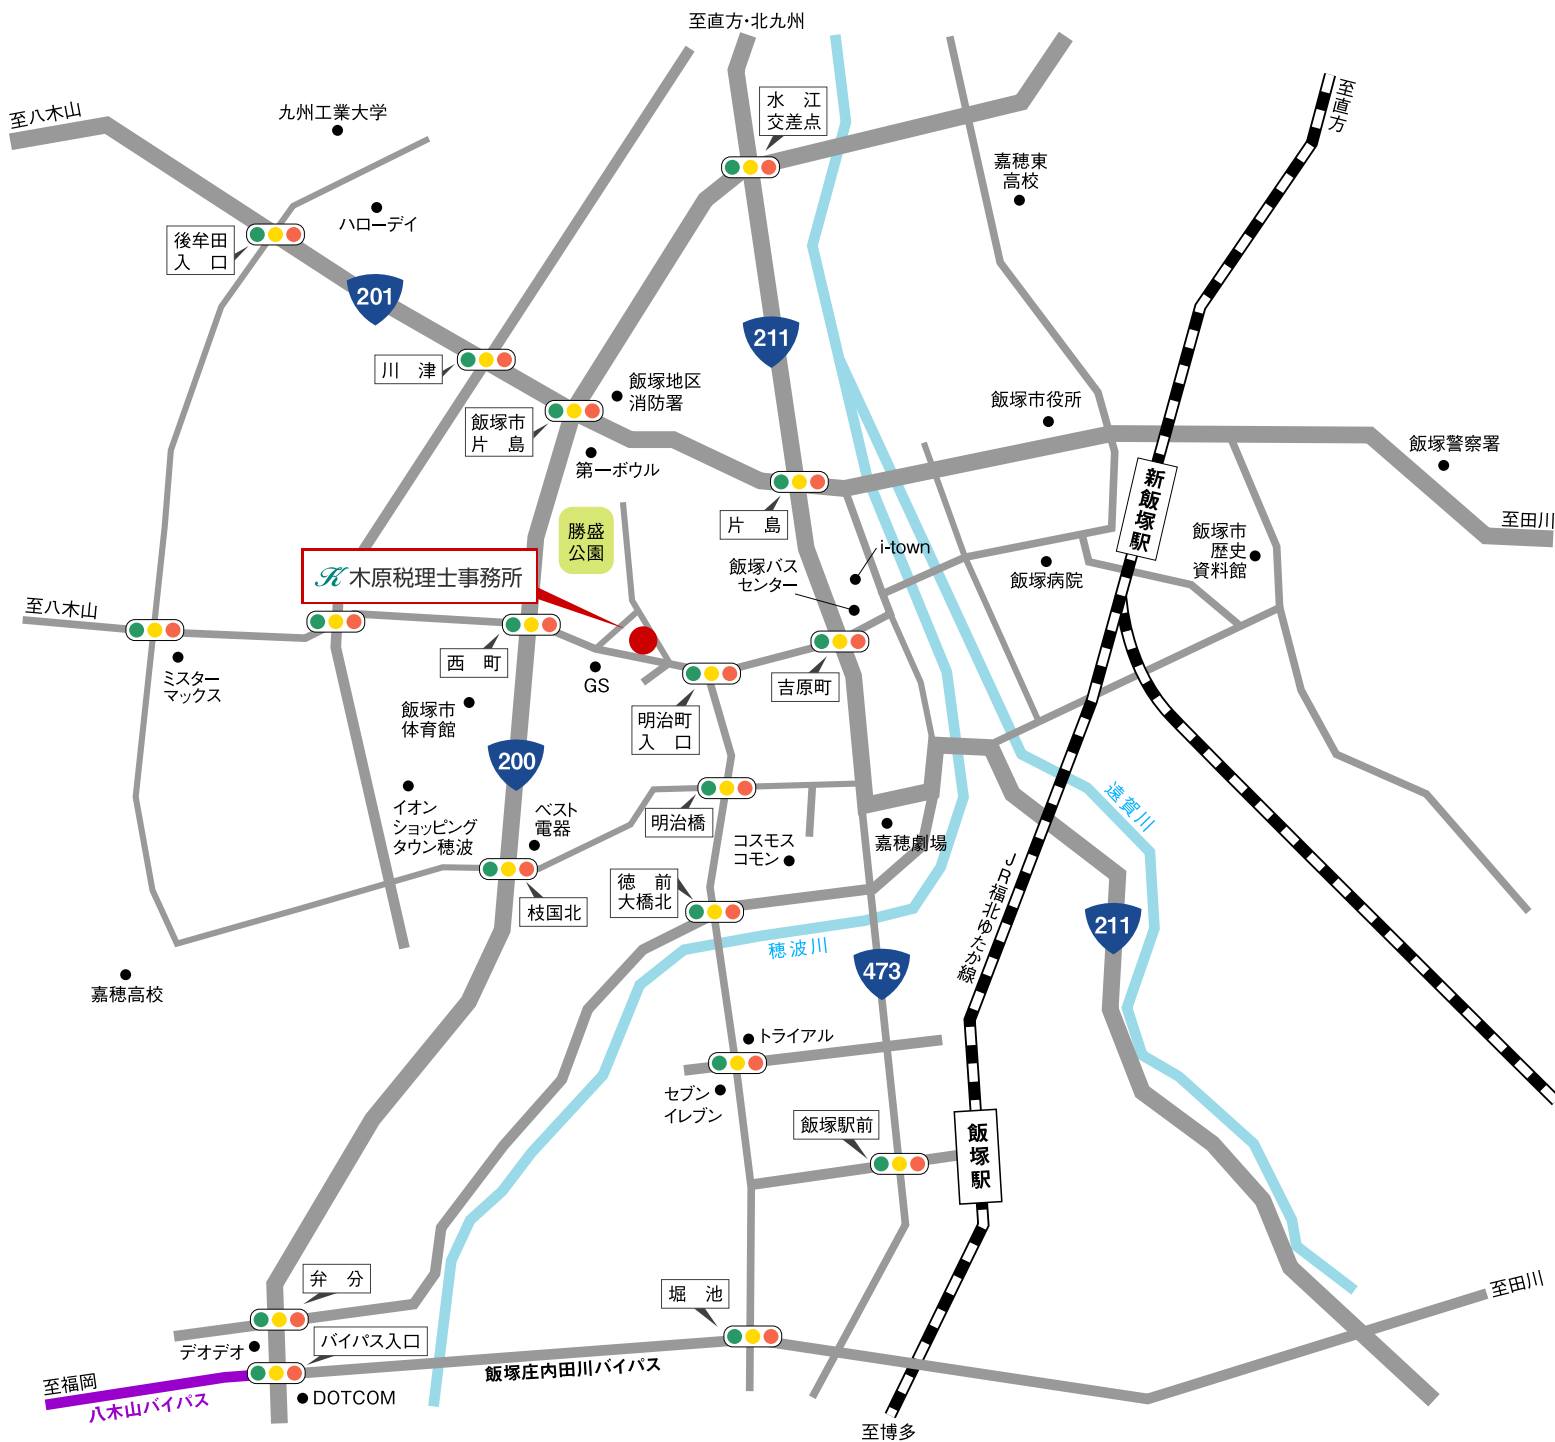 至直方・北九州
至八木山
九州工業大学
水　江
交差点
至直方
嘉穂東
高校
ハローデイ
後牟田
入　口
201
211
川　津
飯塚地区
消防署
飯塚市役所
飯塚市
片　島
飯塚警察署
第一ボウル
新飯塚駅
勝盛
公園
片　島
至田川
i-town
飯塚市
歴史
資料館
飯塚バス
センター
飯塚病院
K 木原税理士事務所
至八木山
西　町
ミスター
マックス
GS
吉原町
飯塚市
体育館
明治町
入　口
200
遠賀川
イオン
ショッピング
タウン穂波
ベスト
電器
明治橋
コスモス
コモン
嘉穂劇場
JR福北ゆたか線
徳　前
大橋北
枝国北
211
穂波川
473
嘉穂高校
トライアル
セブン
イレブン
飯塚駅前
飯塚駅
弁　分
堀　池
至田川
バイパス入口
デオデオ
飯塚庄内田川バイパス
至福岡
八木山バイパス
DOTCOM
至博多